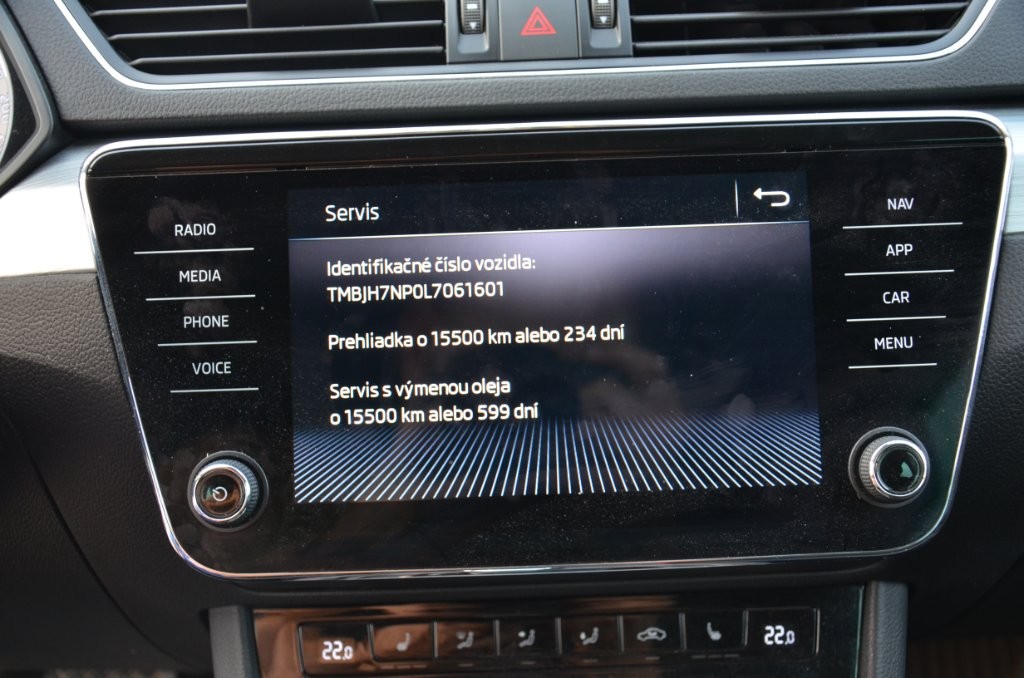 Servis
Identifikačné číslo vozidla:
TMBJH7NP0L7061601
Prehliadka o 15500 km alebo 234 dní
Servis s výmenou oleja
o 15500 km alebo 599 dní
RADIO
MEDIA
PHONE
VOICE
NAV
APP
CAR
MENU
22.0
22.0